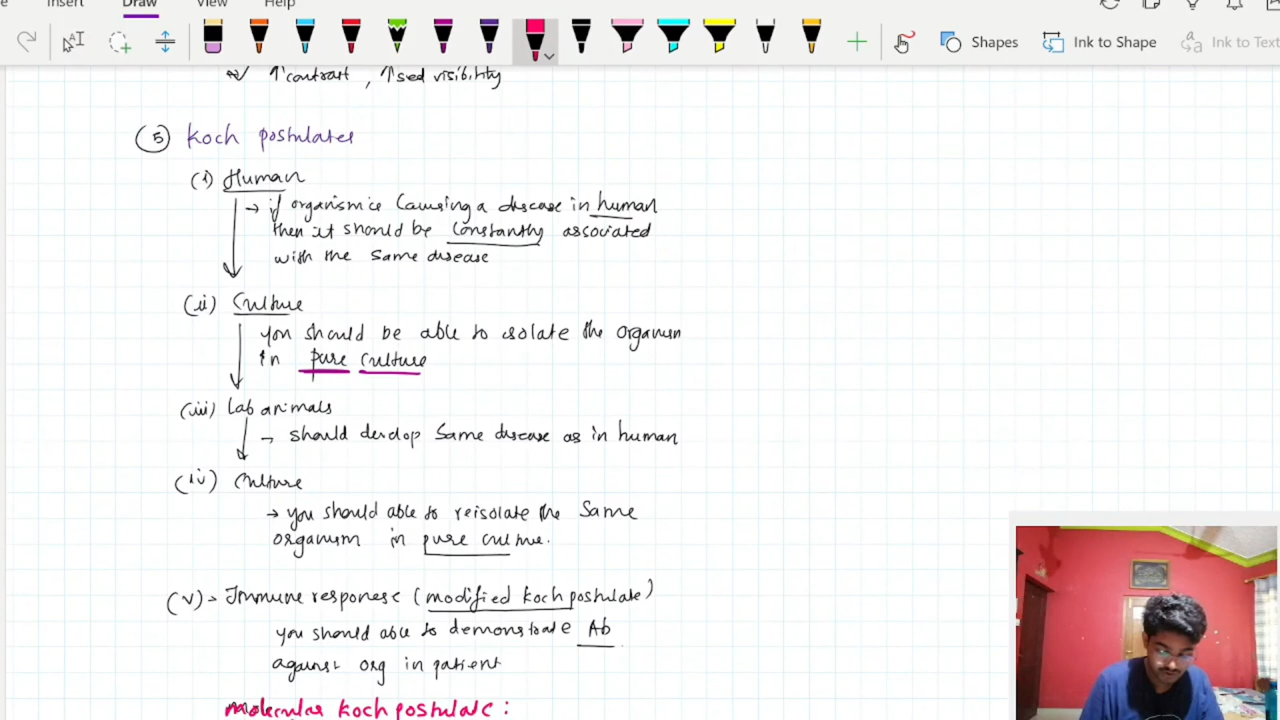 Insert Draw View Help
Shapes Ink to Shape Ink to Text
↑contrast, ↑sed visibility
(5) Koch postulates
(i) Human
→ if organism is causing a disease in human
then it should be constantly associated
with the same disease
(ii) Culture
you should be able to isolate the organism
in pure culture
(iii) Lab animals
→ should develop same disease as in human
(iv) Culture
→ you should able to reisolate the same
organism in pure culture.
(v) - Immune response (modified Koch postulate)
you should able to demonstrate Ab
against org in patient
molecular Koch postulate :